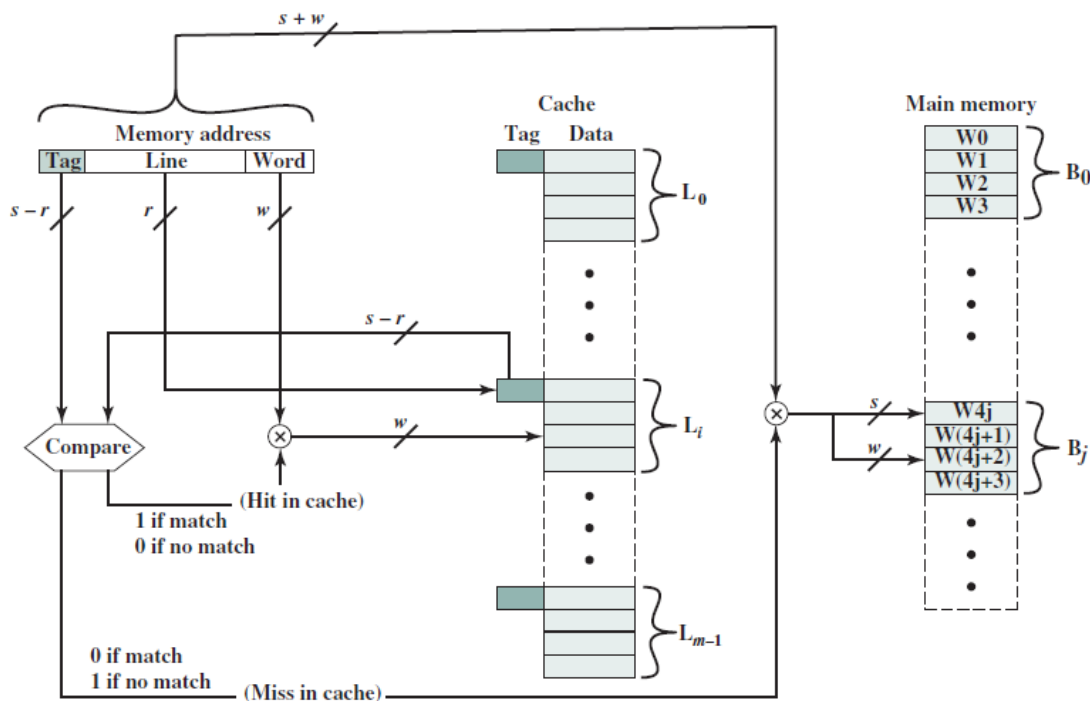 s + w
Cache
Main memory
Memory address
Tag Data
Tag Line Word
W0
W1
W2
W3
B0
L0
s – r
r
w
s – r
W4j
W(4j+1)
W(4j+2)
W(4j+3)
Bj
s
w
Li
w
Compare
(Hit in cache)
1 if match
0 if no match
Lm–1
0 if match
1 if no match
(Miss in cache)